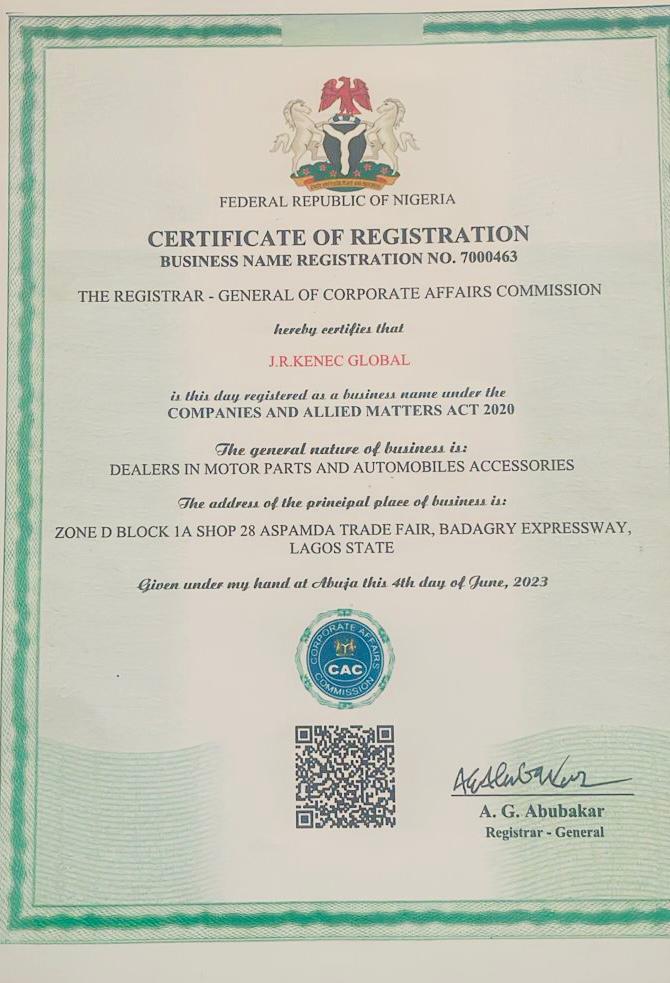 FEDERAL REPUBLIC OF NIGERIA
CERTIFICATE OF REGISTRATION
BUSINESS NAME REGISTRATION NO. 7000463
THE REGISTRAR - GENERAL OF CORPORATE AFFAIRS COMMISSION
hereby certifies that
J.R.KENEC GLOBAL
is this day registered as a business name under the
COMPANIES AND ALLIED MATTERS ACT 2020
The general nature of business is:
DEALERS IN MOTOR PARTS AND AUTOMOBILES ACCESSORIES
The address of the principal place of business is:
ZONE D BLOCK 1A SHOP 28 ASPAMDA TRADE FAIR, BADAGRY EXPRESSWAY,
LAGOS STATE
Given under my hand at Abuja this 4th day of June, 2023
CORPORATE AFFAIRS
CAC
COMMISSION
A. G. Abubakar
Registrar - General